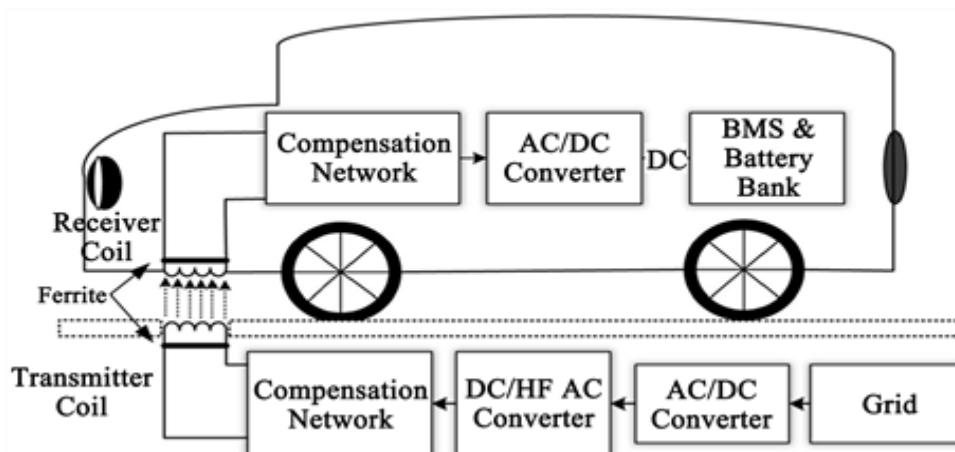 Compensation
Network
AC/DC
Converter
DC
BMS &
Battery
Bank
Receiver
Coil
Ferrite
Transmitter
Coil
Compensation
Network
DC/HF AC
Converter
AC/DC
Converter
Grid